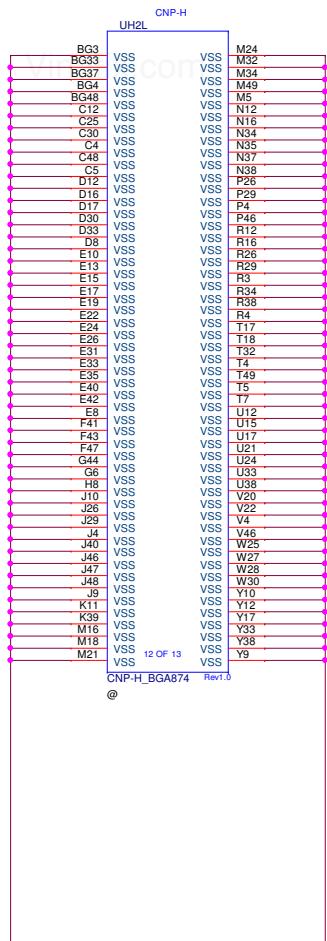 CNP-H
UH2L
BG3 VSS VSS M24
BG33 VSS VSS M32
BG37 VSS VSS M34
BG4 VSS VSS M49
BG48 VSS VSS M5
C12 VSS VSS N12
C25 VSS VSS N16
C30 VSS VSS N34
C4 VSS VSS N35
C48 VSS VSS N37
C5 VSS VSS N38
D12 VSS VSS P26
D16 VSS VSS P29
D17 VSS VSS P4
D30 VSS VSS P46
D33 VSS VSS R12
D8 VSS VSS R16
E10 VSS VSS R26
E13 VSS VSS R29
E15 VSS VSS R3
E17 VSS VSS R34
E19 VSS VSS R38
E22 VSS VSS R4
E24 VSS VSS T17
E26 VSS VSS T18
E31 VSS VSS T32
E33 VSS VSS T4
E35 VSS VSS T49
E40 VSS VSS T5
E42 VSS VSS T7
E8 VSS VSS U12
F41 VSS VSS U15
F43 VSS VSS U17
F47 VSS VSS U21
G44 VSS VSS U24
G6 VSS VSS U33
H8 VSS VSS U38
J10 VSS VSS V20
J26 VSS VSS V22
J29 VSS VSS V4
J4 VSS VSS V46
J40 VSS VSS W25
J46 VSS VSS W27
J47 VSS VSS W28
J48 VSS VSS W30
J9 VSS VSS Y10
K11 VSS VSS Y12
K39 VSS VSS Y17
M16 VSS VSS Y33
M18 VSS VSS Y38
M21 VSS 12 OF 13 VSS Y9
CNP-H_BGA874 Rev1.0
@